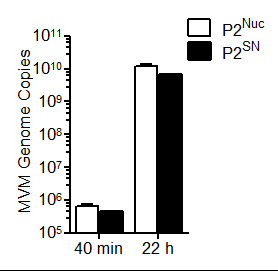 10¹¹
P2ᴺᵘᶜ
P2ˢᴺ
10¹⁰
10⁹
10⁸
10⁷
10⁶
10⁵
MVM Genome Copies
40 min 22 h